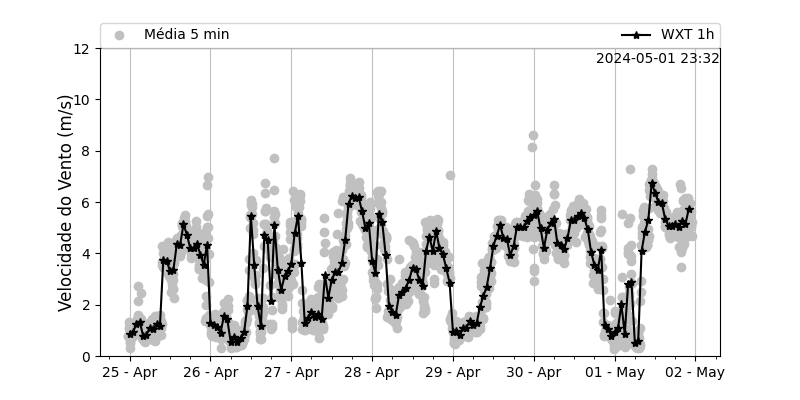 Média 5 min
WXT 1h
2024-05-01 23:32
Velocidade do Vento (m/s)
12
10
8
6
4
2
0
25 - Apr
26 - Apr
27 - Apr
28 - Apr
29 - Apr
30 - Apr
01 - May
02 - May